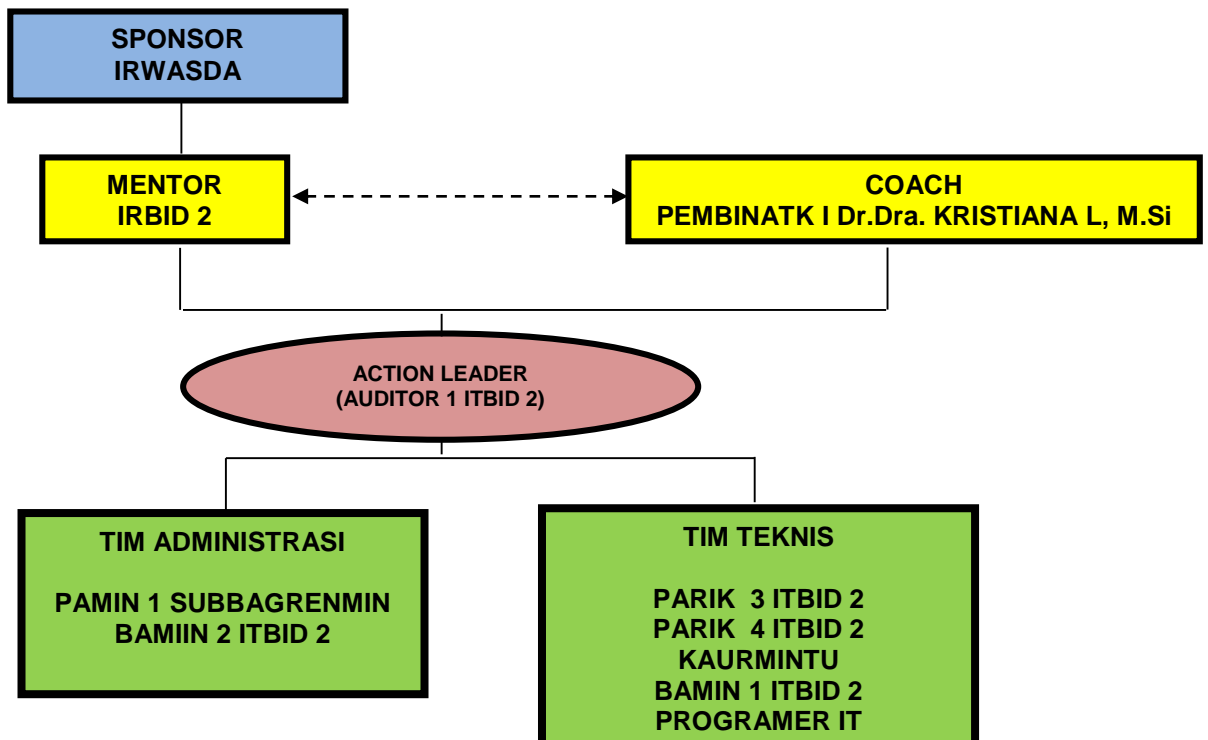 SPONSOR
IRWASDA
MENTOR
IRBID 2
COACH
PEMBINATK I Dr.Dra. KRISTIANA L, M.Si
ACTION LEADER
(AUDITOR 1 ITBID 2)
TIM ADMINISTRASI
PAMIN 1 SUBBAGRENMIN
BAMIIN 2 ITBID 2
TIM TEKNIS
PARIK 3 ITBID 2
PARIK 4 ITBID 2
KAURMINTU
BAMIN 1 ITBID 2
PROGRAMER IT